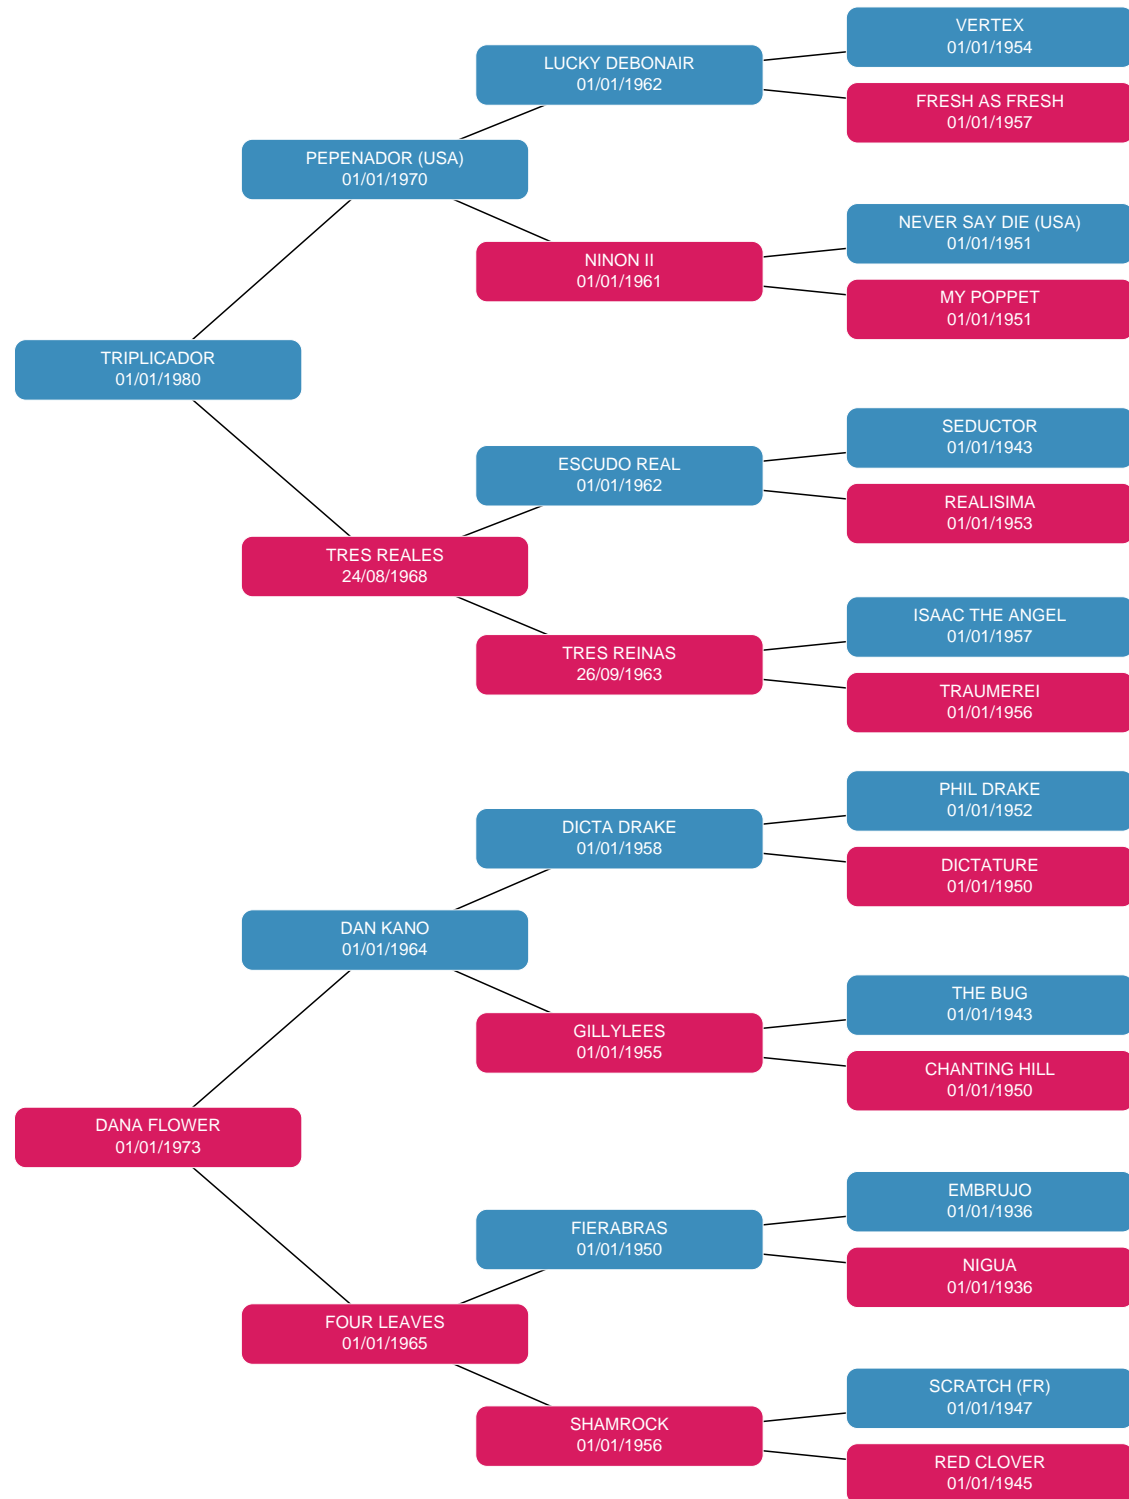 VERTEX
01/01/1954
LUCKY DEBONAIR
01/01/1962
FRESH AS FRESH
01/01/1957
PEPENADOR (USA)
01/01/1970
NEVER SAY DIE (USA)
01/01/1951
NINON II
01/01/1961
MY POPPET
01/01/1951
TRIPLICADOR
01/01/1980
SEDUCTOR
01/01/1943
ESCUDO REAL
01/01/1962
REALISIMA
01/01/1953
TRES REALES
24/08/1968
ISAAC THE ANGEL
01/01/1957
TRES REINAS
26/09/1963
TRAUMEREI
01/01/1956
PHIL DRAKE
01/01/1952
DICTA DRAKE
01/01/1958
DICTATURE
01/01/1950
DAN KANO
01/01/1964
THE BUG
01/01/1943
GILLYLEES
01/01/1955
CHANTING HILL
01/01/1950
DANA FLOWER
01/01/1973
EMBRUJO
01/01/1936
FIERABRAS
01/01/1950
NIGUA
01/01/1936
FOUR LEAVES
01/01/1965
SCRATCH (FR)
01/01/1947
SHAMROCK
01/01/1956
RED CLOVER
01/01/1945